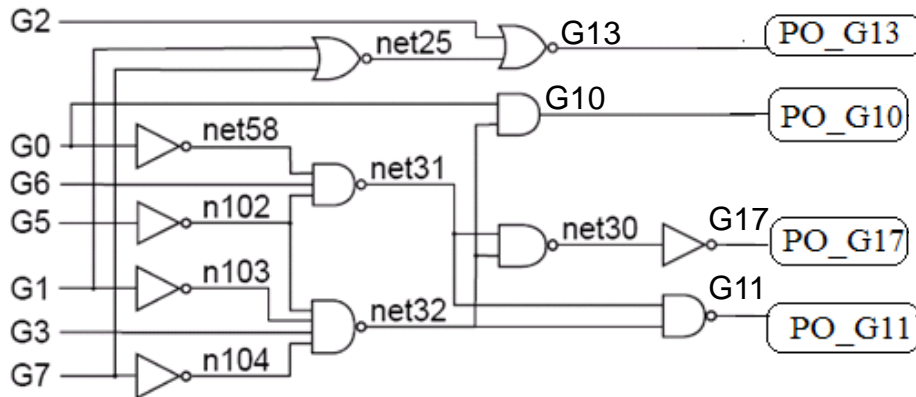 G2
net25
G13
PO_G13
G10
PO_G10
G0
net58
G6
net31
G5
n102
net30
G17
PO_G17
G1
n103
G11
G3
net32
PO_G11
G7
n104